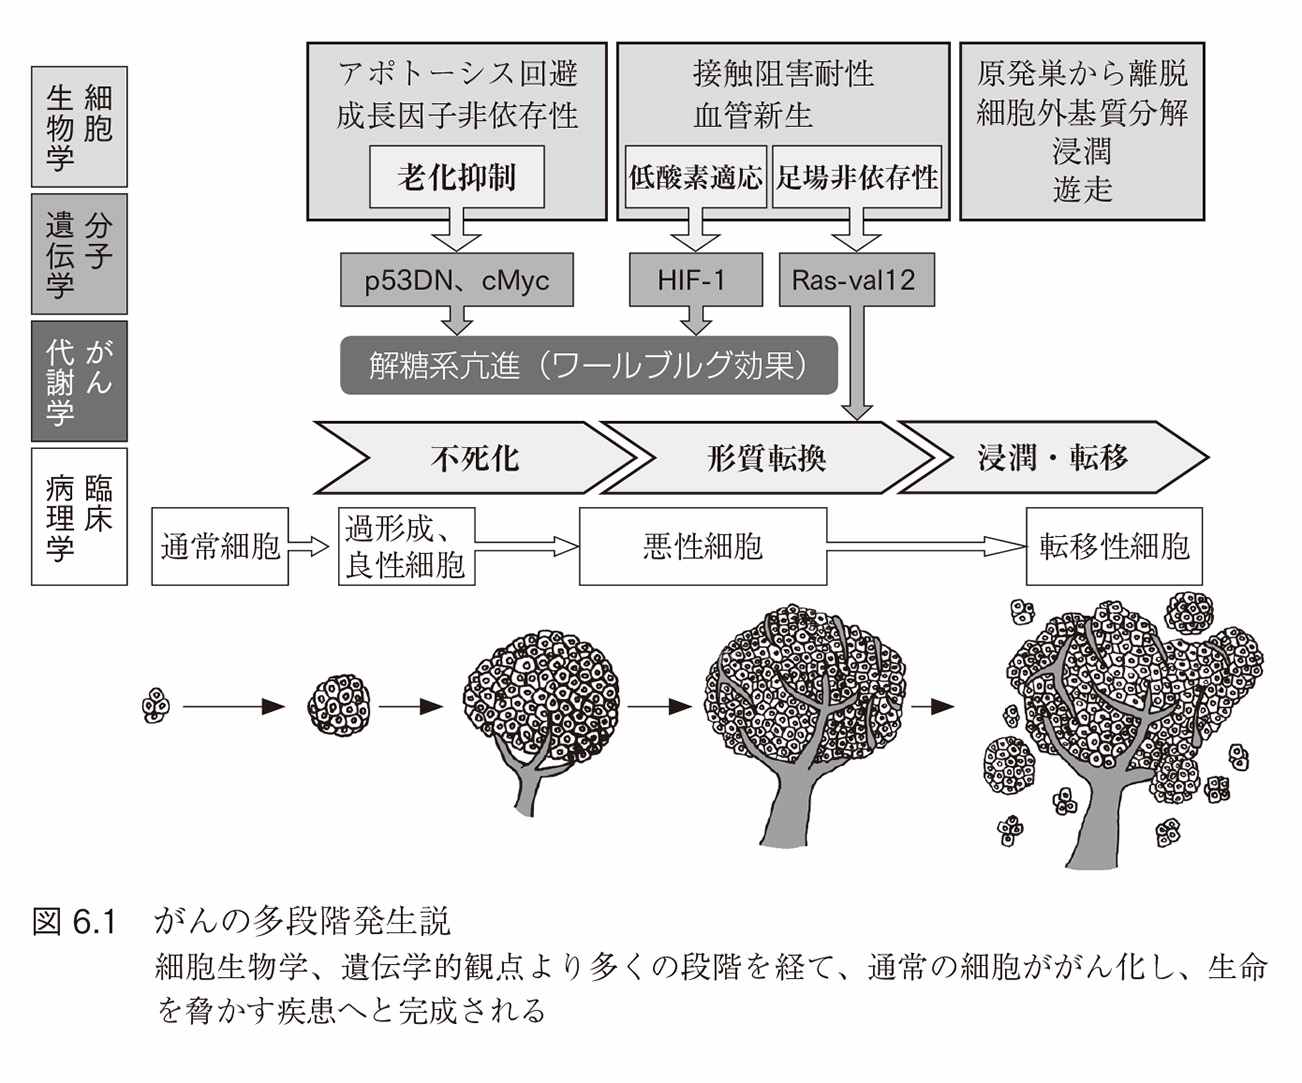 細胞
生物学
アポトーシス回避
成長因子非依存性
老化抑制
接触阻害耐性
血管新生
低酸素適応
足場非依存性
原発巣から離脱
細胞外基質分解
浸潤
遊走
分子
遺伝学
p53DN、cMyc
HIF-1
Ras-val12
がん
代謝学
解糖系亢進（ワールブルグ効果）
臨床
病理学
不死化
形質転換
浸潤・転移
通常細胞
過形成、
良性細胞
悪性細胞
転移性細胞
図 6.1 がんの多段階発生説
細胞生物学、遺伝学的観点より多くの段階を経て、通常の細胞ががん化し、生命
を脅かす疾患へと完成される